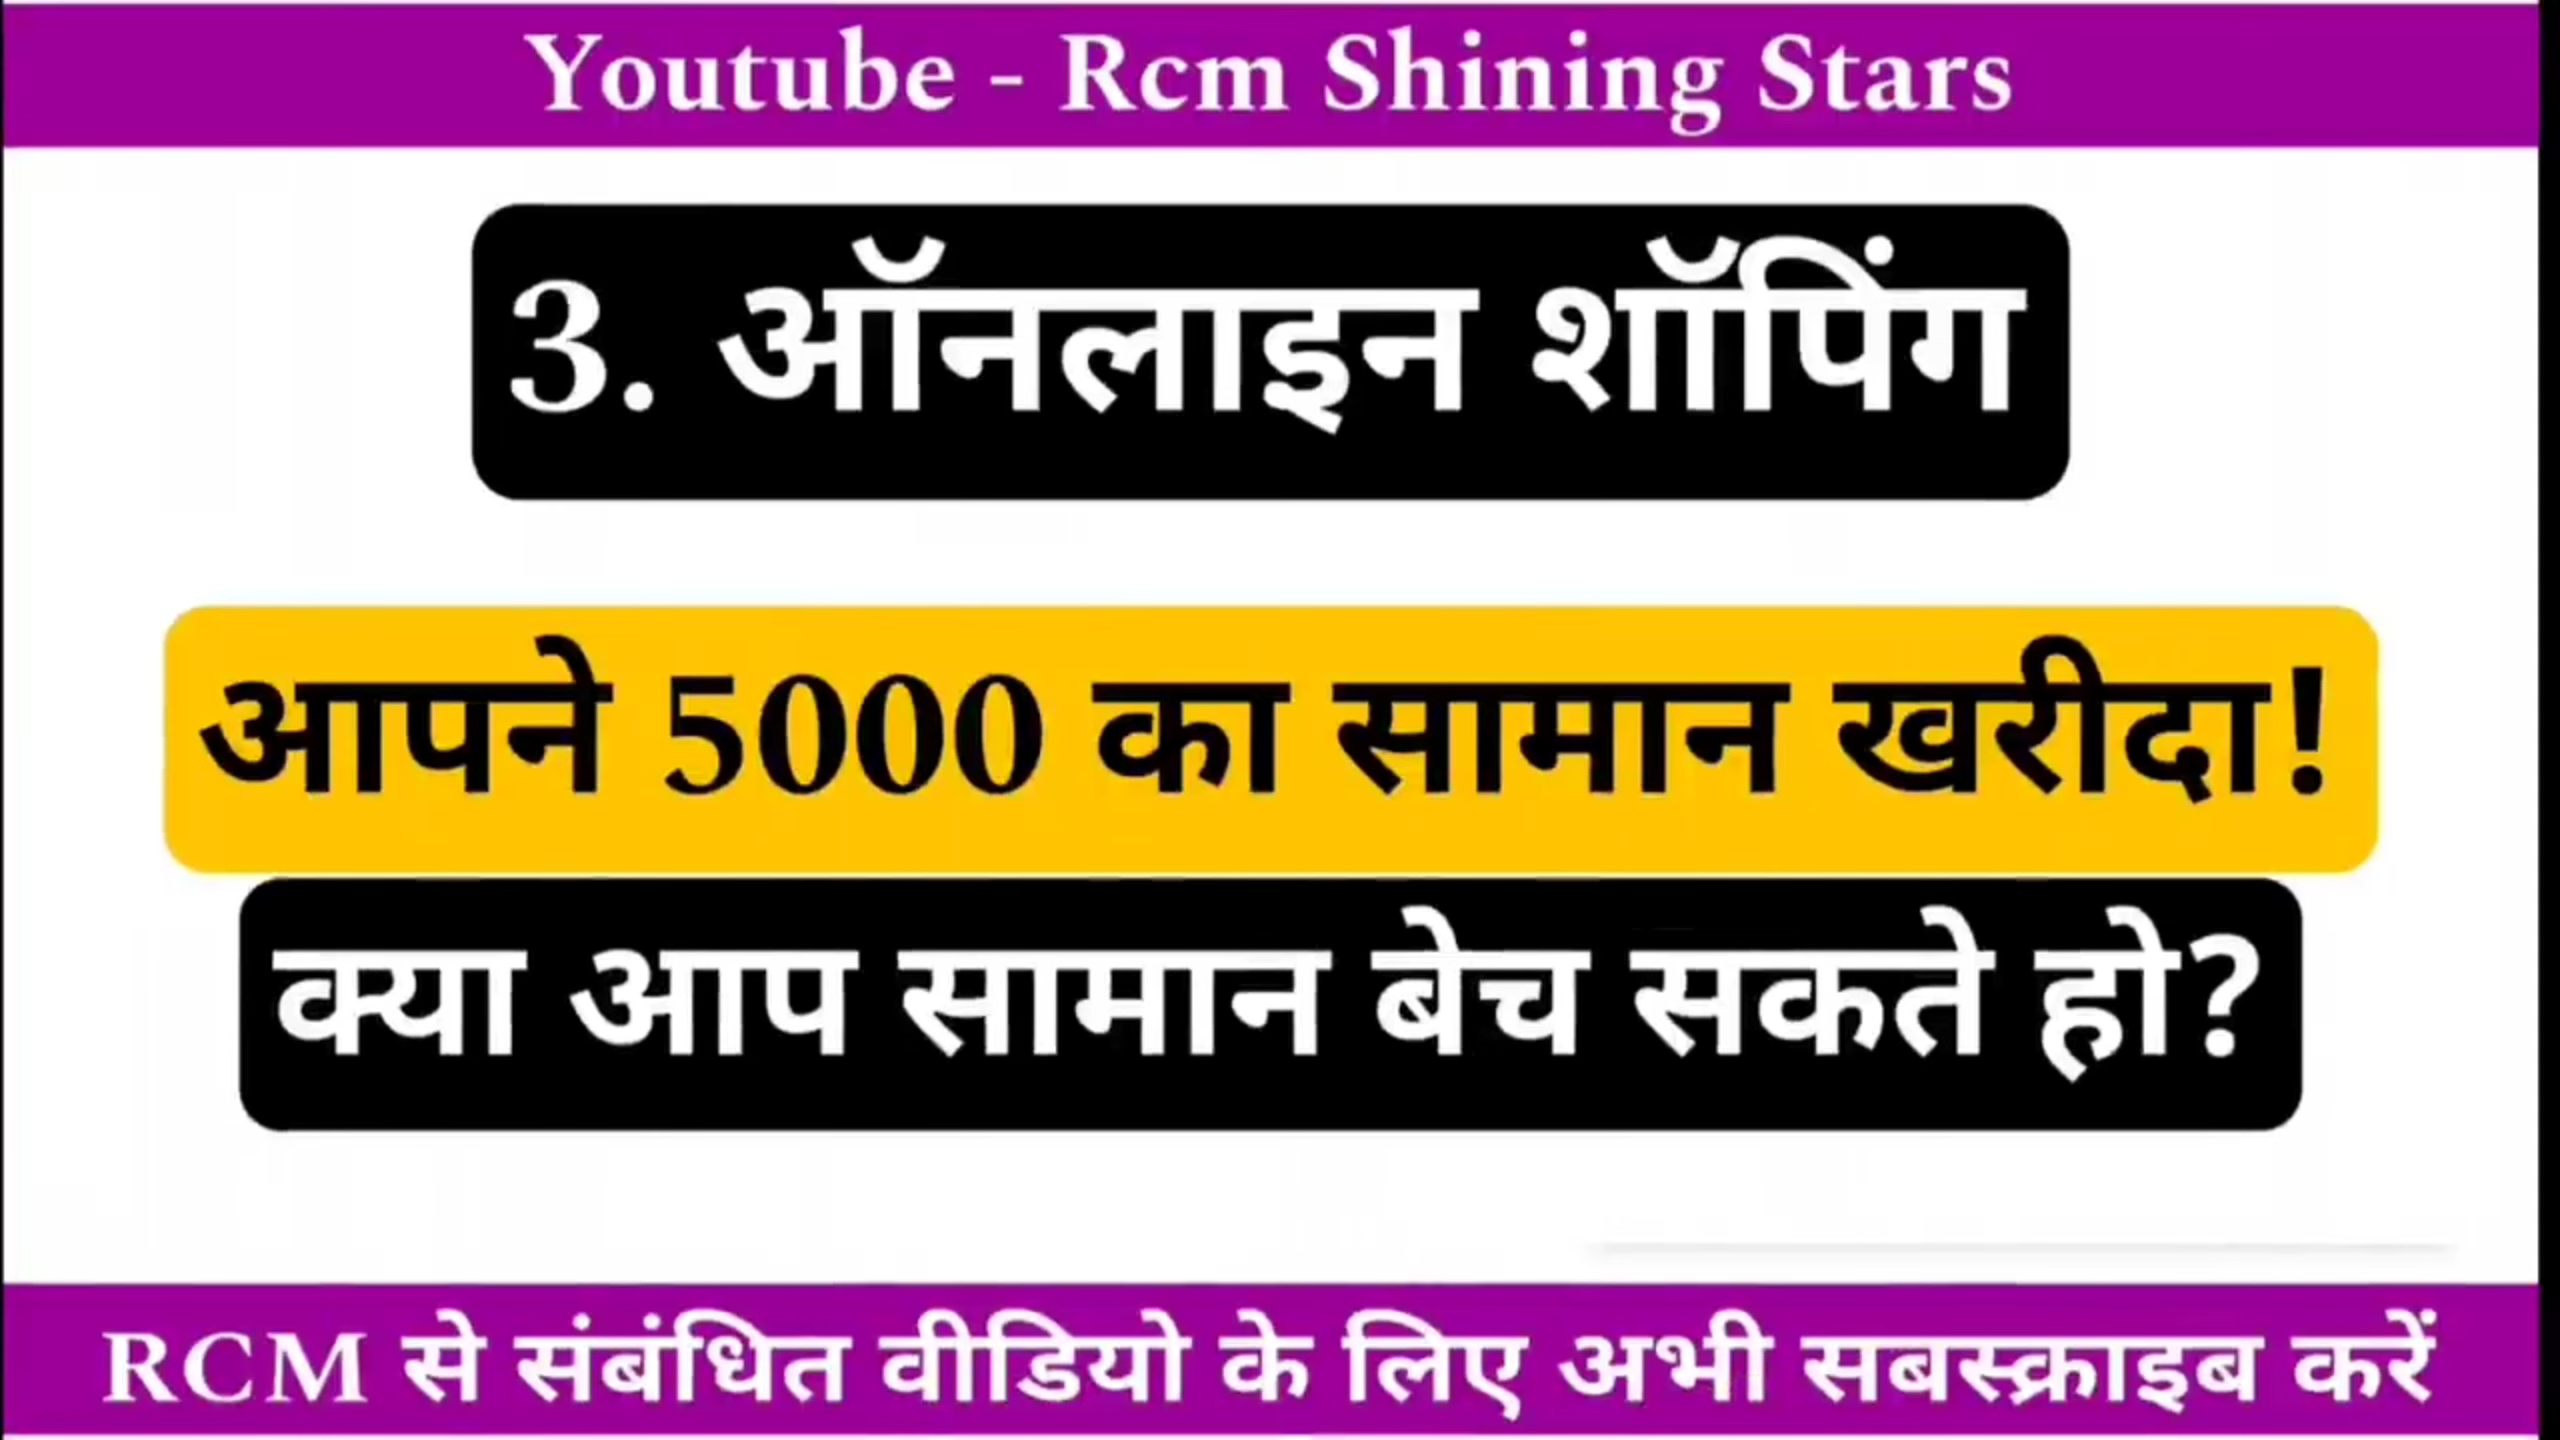 Youtube - Rcm Shining Stars
3. ऑनलाइन शॉपिंग
आपने 5000 का सामान खरीदा!
क्या आप सामान बेच सकते हो?
RCM से संबंधित वीडियो के लिए अभी सबस्क्राइब करें